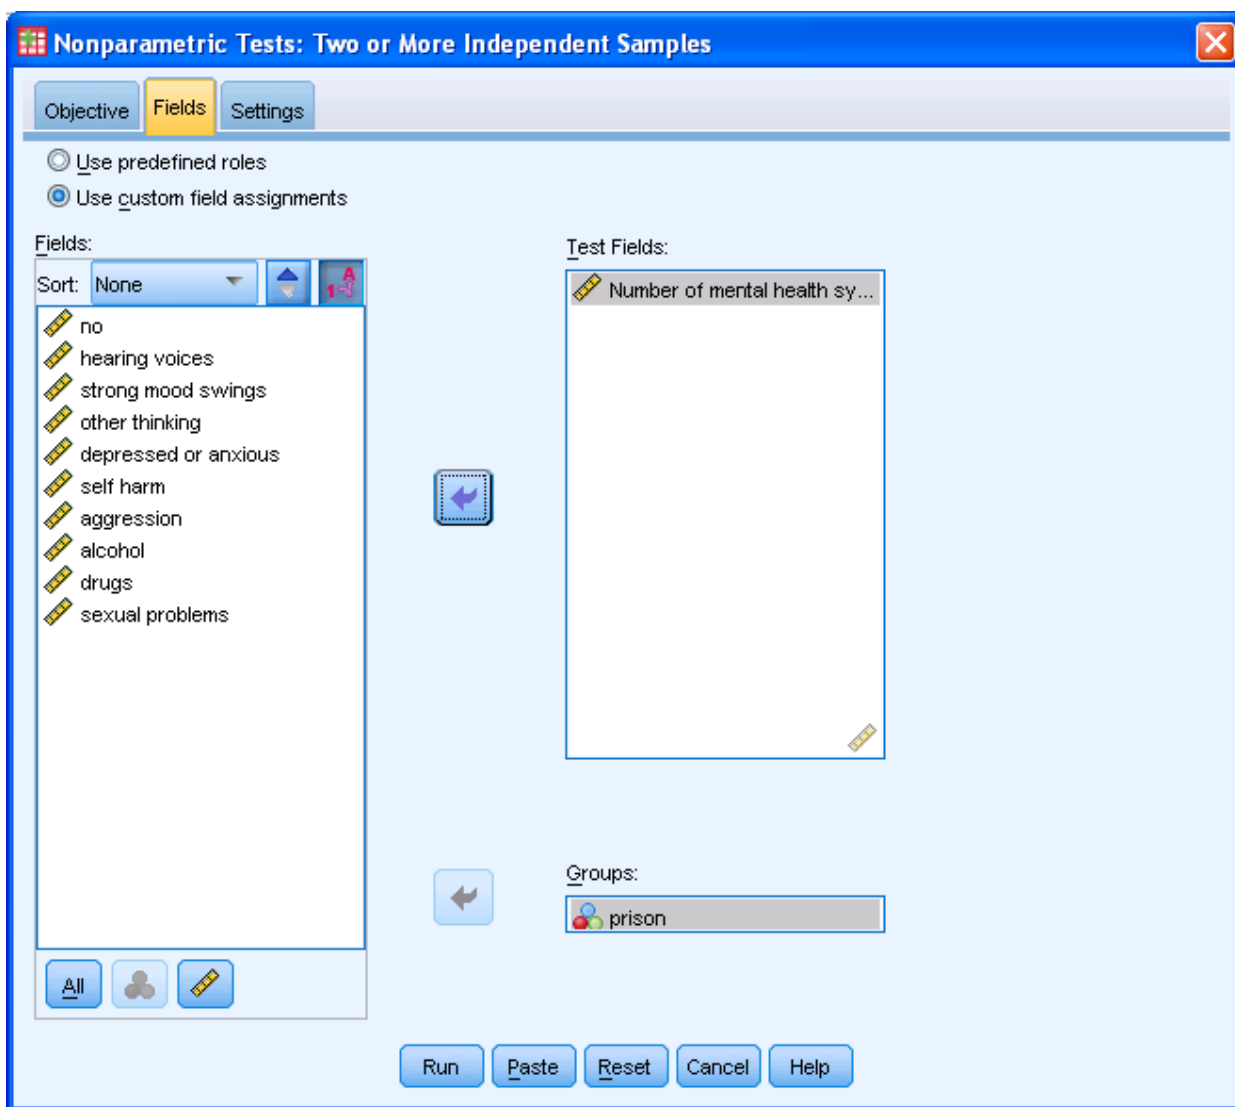 Nonparametric Tests: Two or More Independent Samples
Objective Fields Settings
Use predefined roles
Use custom field assignments
Fields:
Sort: None
no
hearing voices
strong mood swings
other thinking
depressed or anxious
self harm
aggression
alcohol
drugs
sexual problems
All
Test Fields:
Number of mental health sy...
Groups:
prison
Run Paste Reset Cancel Help